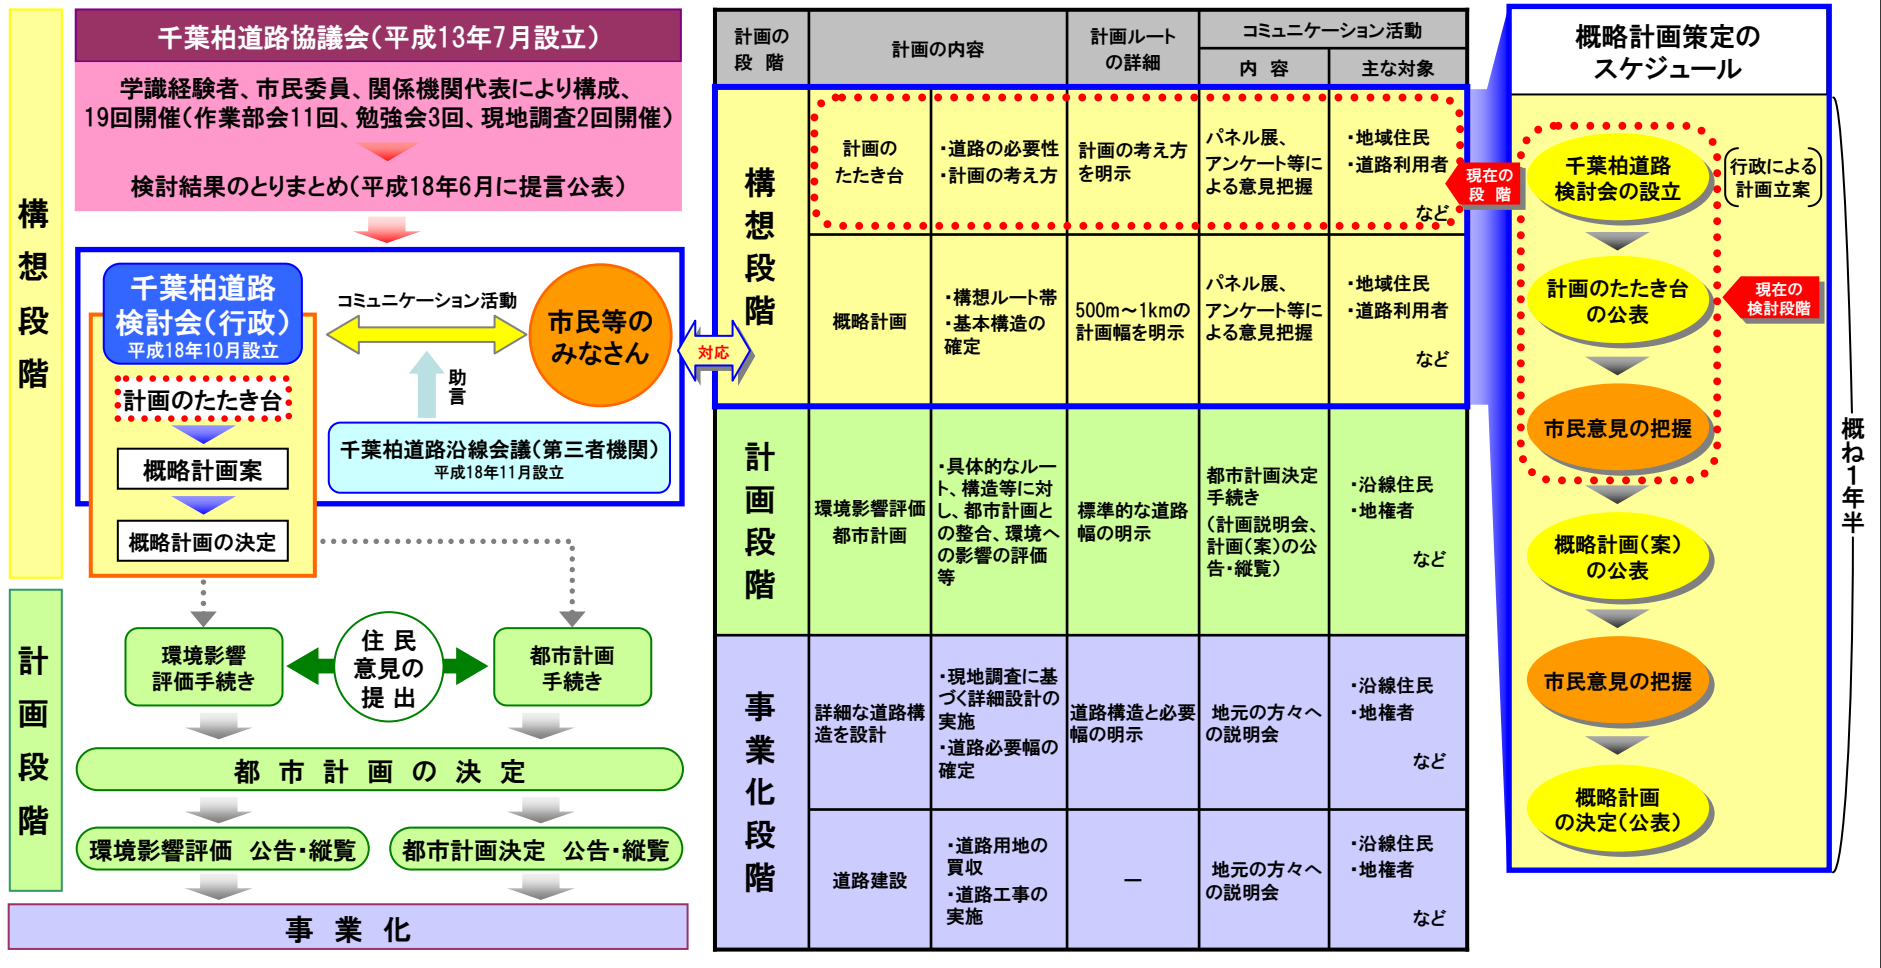 構想段階
千葉柏道路協議会(平成13年7月設立)
学識経験者、市民委員、関係機関代表により構成、
19回開催(作業部会11回、勉強会3回、現地調査2回開催)
検討結果のとりまとめ(平成18年6月に提言公表)
千葉柏道路
検討会(行政)
平成18年10月設立
計画のたたき台
概略計画案
概略計画の決定
コミュニケーション活動
市民等の
みなさん
助言
千葉柏道路沿線会議(第三者機関)
平成18年11月設立
対応
計画段階
環境影響
評価手続き
住 民
意見の
提 出
都市計画
手続き
都 市 計 画 の 決 定
環境影響評価 公告・縦覧
都市計画決定 公告・縦覧
事 業 化
計画の
段 階
計画の内容
計画ルート
の詳細
コミュニケーション活動
内 容
主な対象
構想段階
計画の
たたき台
・道路の必要性
・計画の考え方
計画の考え方
を明示
パネル展、
アンケート等に
よる意見把握
・地域住民
・道路利用者
など
概略計画
・構想ルート帯
・基本構造の
確定
500m～1kmの
計画幅を明示
パネル展、
アンケート等に
よる意見把握
・地域住民
・道路利用者
など
計画段階
環境影響評価
都市計画
・具体的なルー
ト、構造等に対
し、都市計画と
の整合、環境へ
の影響の評価
等
標準的な道路
幅の明示
都市計画決定
手続き
(計画説明会、
計画(案)の公
告・縦覧)
・沿線住民
・地権者
など
事業化段階
詳細な道路構
造を設計
・現地調査に基
づく詳細設計の
実施
・道路必要幅の
確定
道路構造と必要
幅の明示
地元の方々へ
の説明会
・沿線住民
・地権者
など
道路建設
・道路用地の
買収
・道路工事の
実施
―
地元の方々へ
の説明会
・沿線住民
・地権者
など
概略計画策定の
スケジュール
現在の
段 階
千葉柏道路
検討会の設立
(行政による
計画立案)
計画のたたき台
の公表
現在の
検討段階
市民意見の把握
概略計画(案)
の公表
市民意見の把握
概略計画
の決定(公表)
概ね1年半